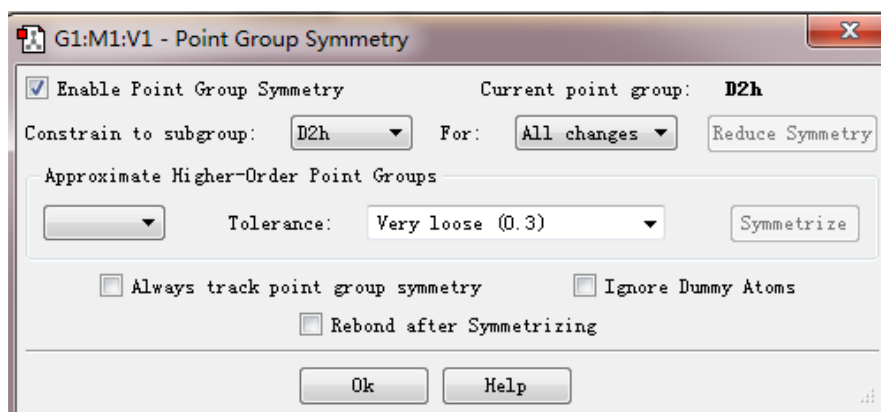 G1:M1:V1 - Point Group Symmetry
Enable Point Group Symmetry Current point group: D2h
Constrain to subgroup: D2h For: All changes Reduce Symmetry
Approximate Higher-Order Point Groups
Tolerance: Very loose (0.3) Symmetrize
Always track point group symmetry Ignore Dummy Atoms
Rebond after Symmetrizing
Ok Help